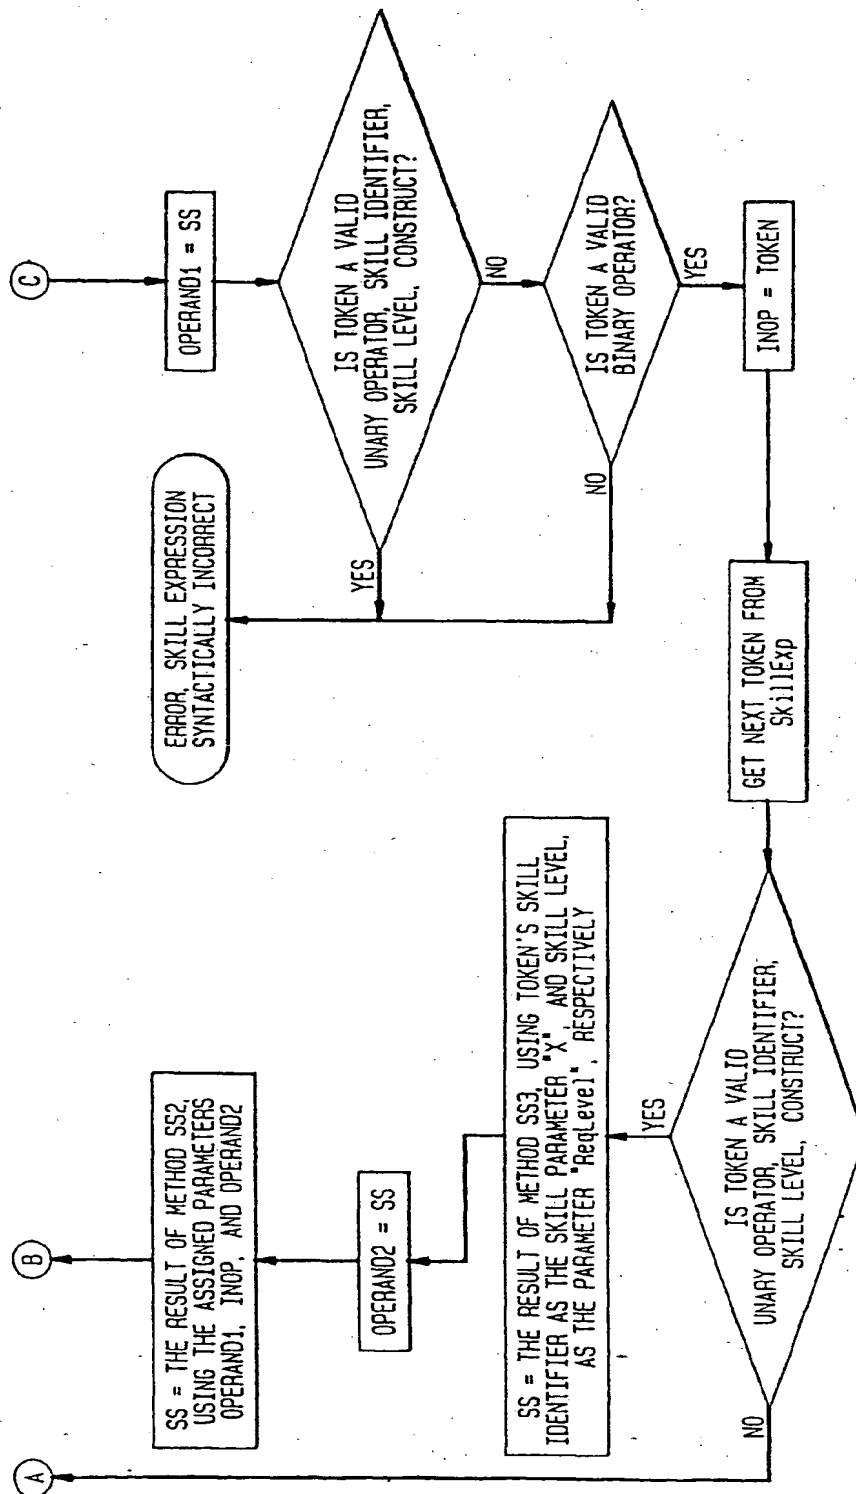 C
OPERAND1 = SS
IS TOKEN A VALID
UNARY OPERATOR, SKILL IDENTIFIER,
SKILL LEVEL, CONSTRUCT?
YES
NO
IS TOKEN A VALID
BINARY OPERATOR?
NO
YES
ERROR, SKILL EXPRESSION
SYNTACTICALLY INCORRECT
INOP = TOKEN
GET NEXT TOKEN FROM
SkillExp
IS TOKEN A VALID
UNARY OPERATOR, SKILL IDENTIFIER,
SKILL LEVEL, CONSTRUCT?
YES
NO
SS = THE RESULT OF METHOD SS3, USING TOKEN'S SKILL
IDENTIFIER AS THE SKILL PARAMETER "X", AND SKILL LEVEL,
AS THE PARAMETER "ReqLevel", RESPECTIVELY
OPERAND2 = SS
SS = THE RESULT OF METHOD SS2,
USING THE ASSIGNED PARAMETERS
OPERAND1, INOP, AND OPERAND2
B
A